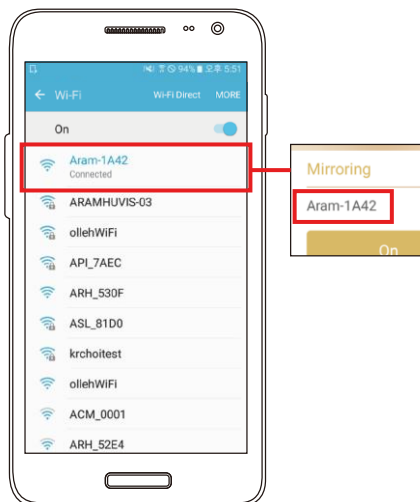 94% 오후 5:51
Wi-Fi Wi-Fi Direct MORE
On
Aram-1A42
Connected
ARAMHUVIS-03
ollehWiFi
API_7AEC
ARH_530F
ASL_81D0
krchoitest
ollehWiFi
ACM_0001
ARH_52E4
Mirroring
Aram-1A42
On